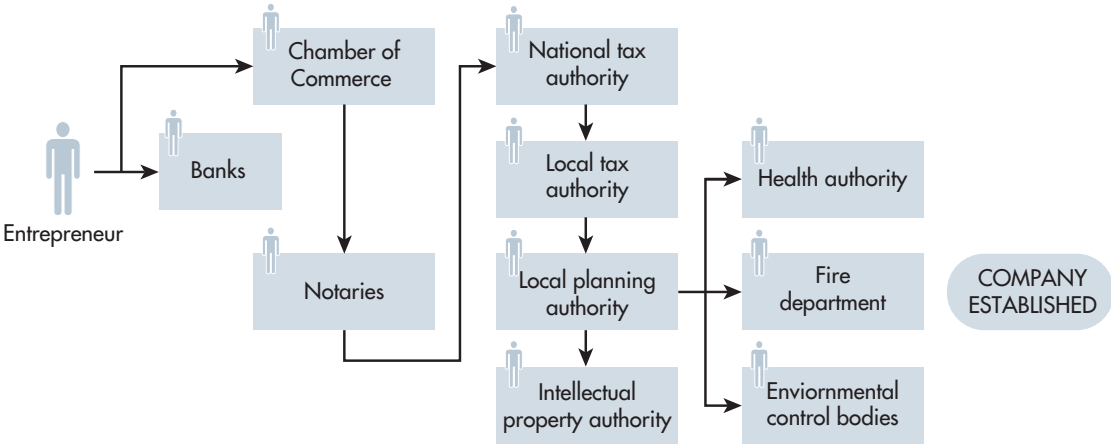 Entrepreneur
Banks
Chamber of
Commerce
Notaries
National tax
authority
Local tax
authority
Local planning
authority
Intellectual
property authority
Health authority
Fire
department
Enviornmental
control bodies
COMPANY
ESTABLISHED